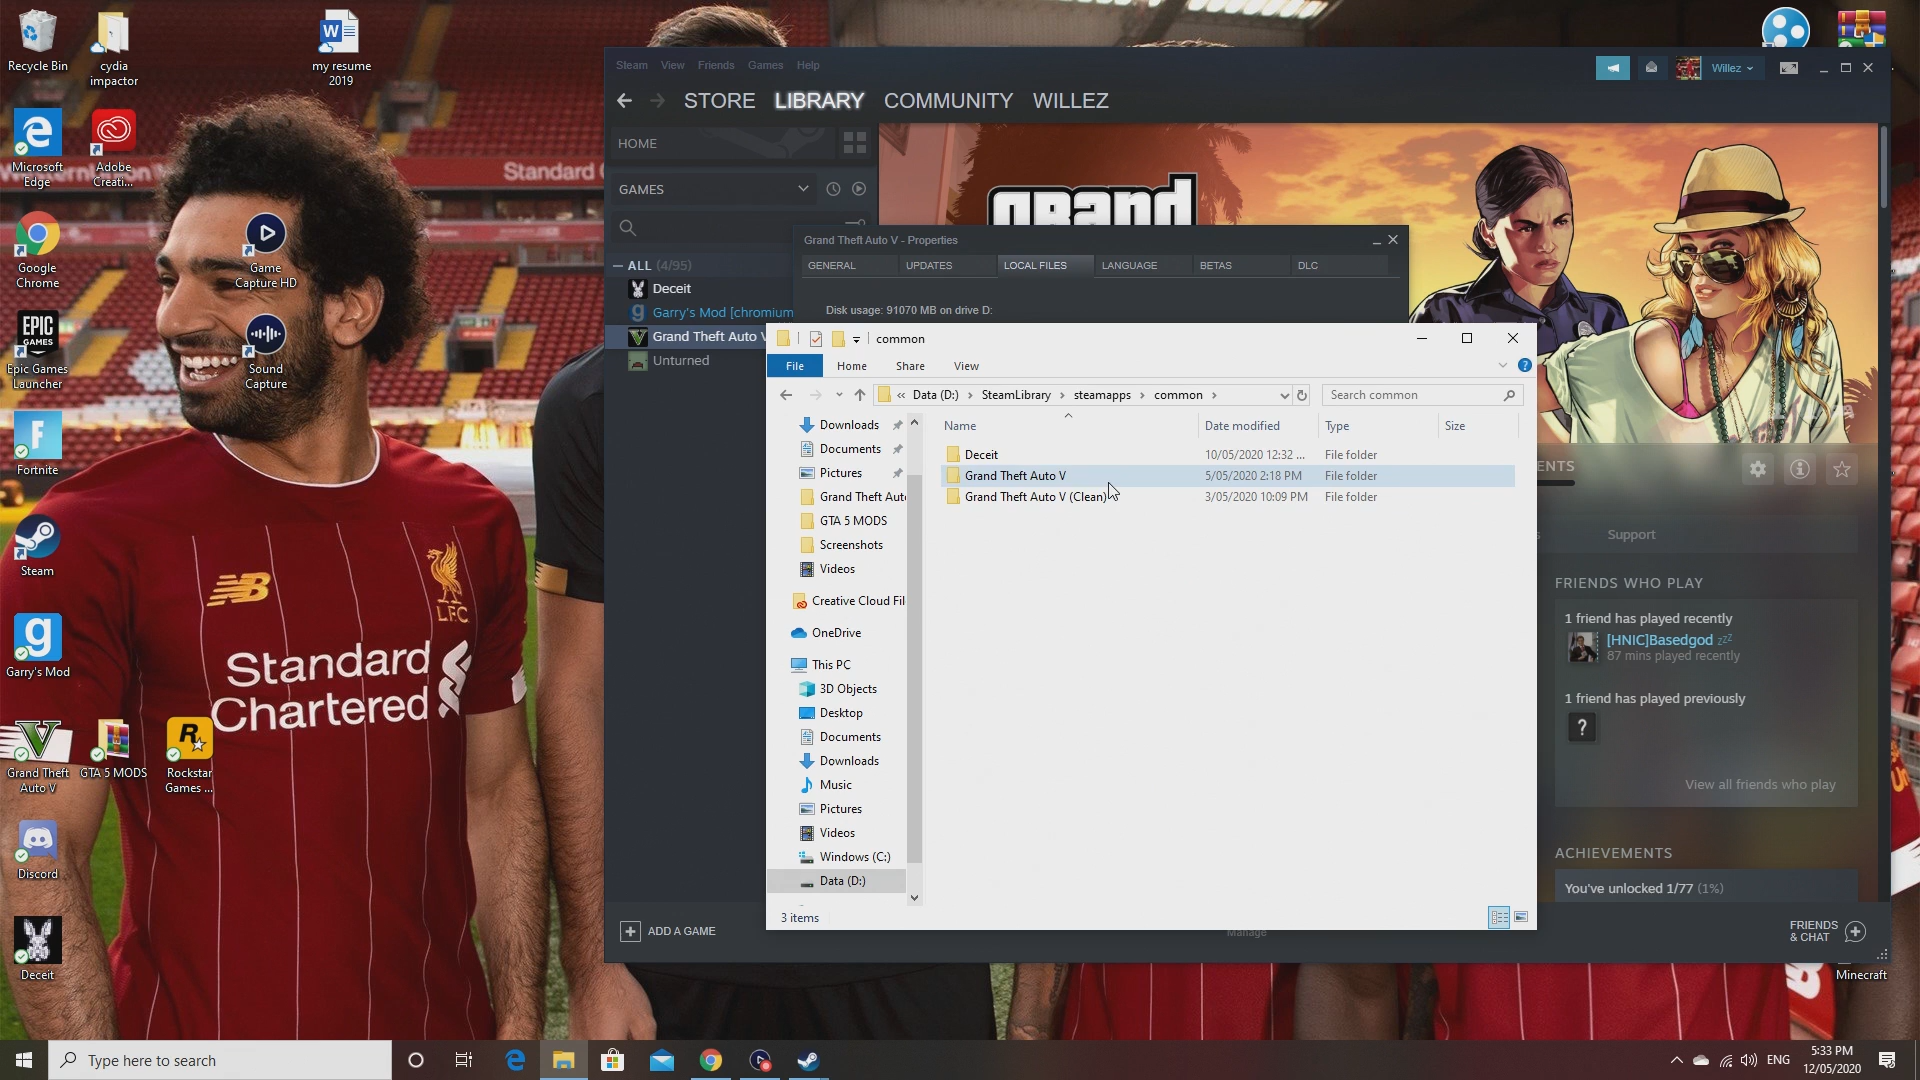 Recycle Bin
cydia
impactor
my resume
2019
Microsoft
Edge
Adobe
Creati...
Google
Chrome
Game
Capture HD
EPIC
GAMES
Epic Games
Launcher
Sound
Capture
Fortnite
Steam
Garry's Mod
Grand Theft
Auto V
GTA 5 MODS
Rockstar
Games ...
Discord
Deceit
Minecraft
Standard
Chartered
LFC
Standard
Steam View Friends Games Help
Willez
STORE LIBRARY COMMUNITY WILLEZ
HOME
GAMES
ALL (4/95)
Deceit
Garry's Mod [chromium
Grand Theft Auto V
Unturned
ADD A GAME
grand
Grand Theft Auto V - Properties
GENERAL UPDATES LOCAL FILES LANGUAGE BETAS DLC
Disk usage: 91070 MB on drive D:
common
File Home Share View
« Data (D:) > SteamLibrary > steamapps > common >
Search common
Downloads
Documents
Pictures
Grand Theft Aut
GTA 5 MODS
Screenshots
Videos
Creative Cloud Fil
OneDrive
This PC
3D Objects
Desktop
Documents
Downloads
Music
Pictures
Videos
Windows (C:)
Data (D:)
Name Date modified Type Size
Deceit 10/05/2020 12:32 ... File folder
Grand Theft Auto V 5/05/2020 2:18 PM File folder
Grand Theft Auto V (Clean) 3/05/2020 10:09 PM File folder
3 items
Manage
ENTS
Support
FRIENDS WHO PLAY
1 friend has played recently
[HNIC]Basedgod zzZ
87 mins played recently
1 friend has played previously
?
View all friends who play
ACHIEVEMENTS
You've unlocked 1/77 (1%)
FRIENDS
& CHAT
Type here to search
ENG
5:33 PM
12/05/2020